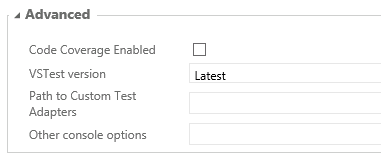 Advanced
Code Coverage Enabled
VSTest version
Latest
Path to Custom Test
Adapters
Other console options